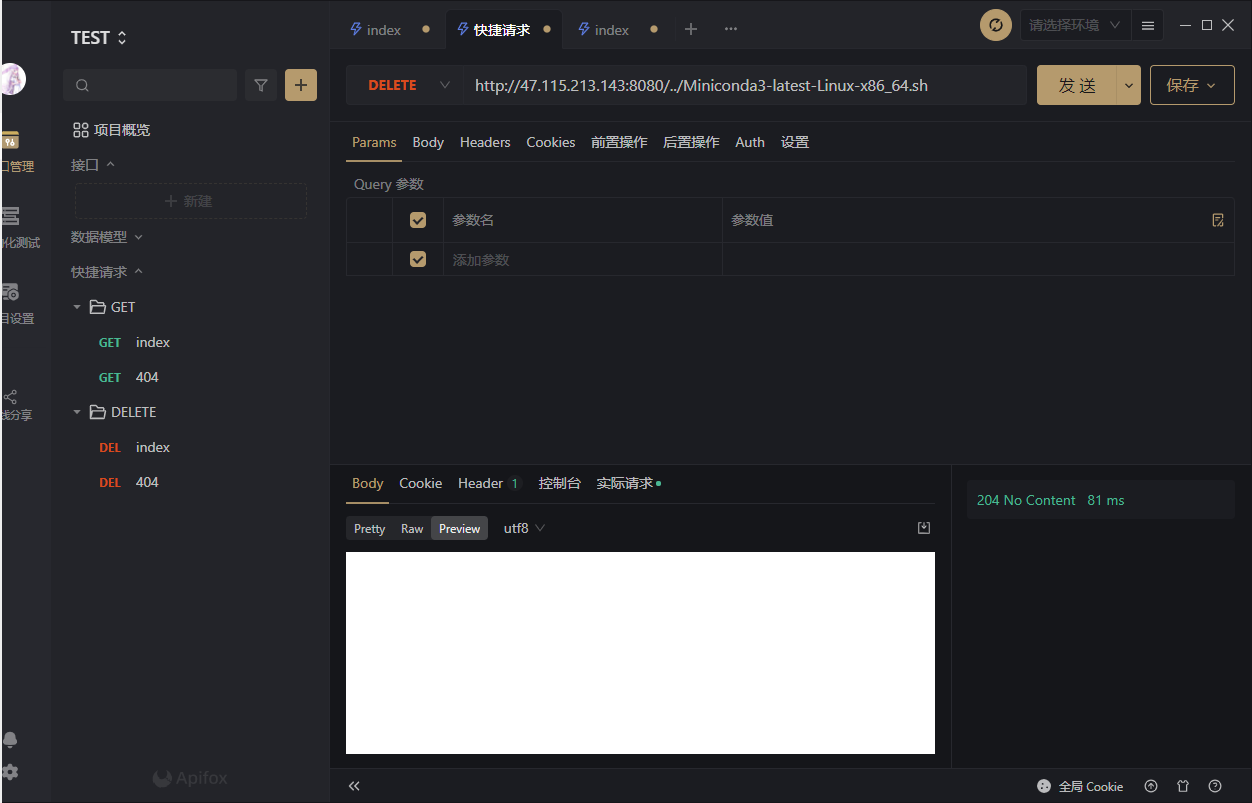 TEST
index
快捷请求
index
请选择环境
DELETE
http://47.115.213.143:8080/../Miniconda3-latest-Linux-x86_64.sh
发 送
保存
Params
Body
Headers
Cookies
前置操作
后置操作
Auth
设置
Query 参数
参数名
参数值
添加参数
口管理
化测试
目设置
线分享
项目概览
接口
新建
数据模型
快捷请求
GET
GET index
GET 404
DELETE
DEL index
DEL 404
Apifox
Body
Cookie
Header 1
控制台
实际请求
Pretty
Raw
Preview
utf8
204 No Content 81 ms
全局 Cookie